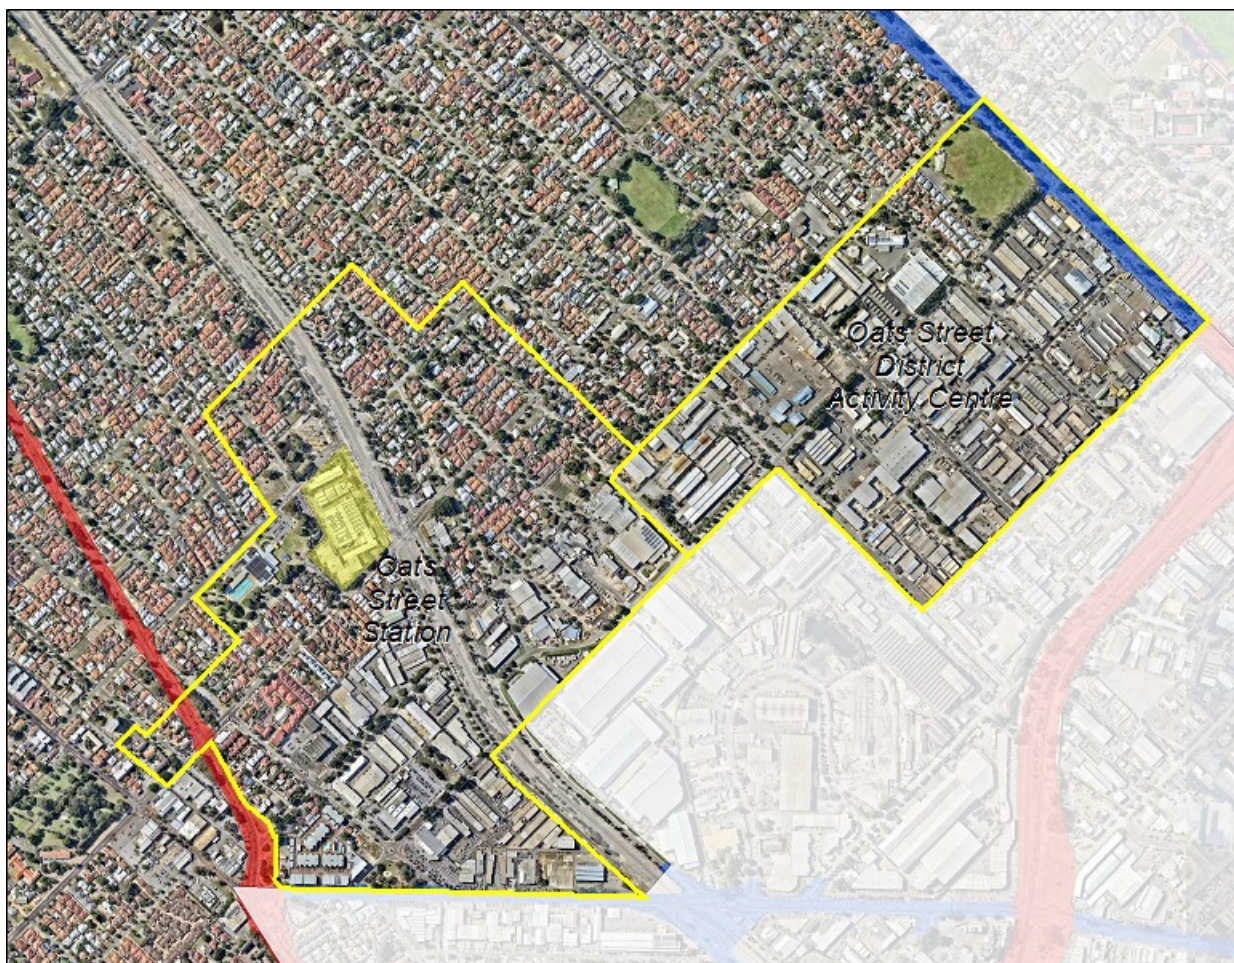 Oats Street
District
Activity Centre
Oats
Street
Station